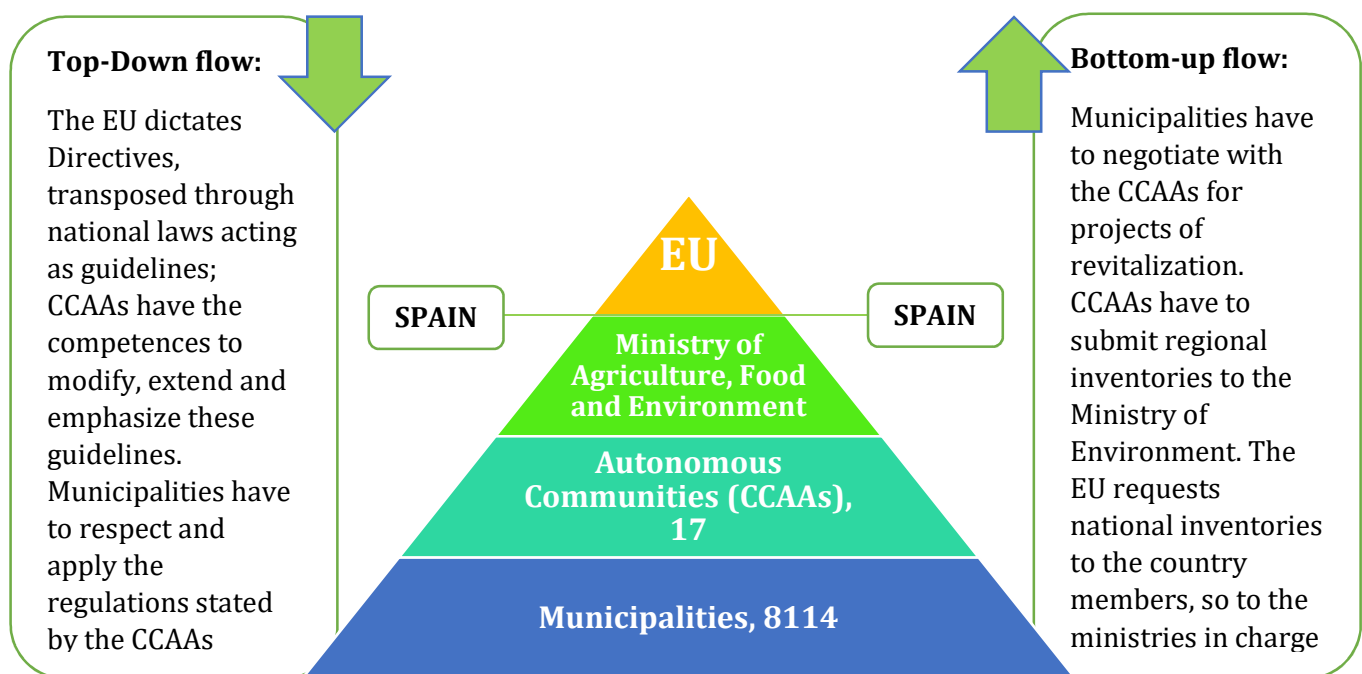 Top-Down flow:
The EU dictates
Directives,
transposed through
national laws acting
as guidelines;
CCAAs have the
competences to
modify, extend and
emphasize these
guidelines.
Municipalities have
to respect and
apply the
regulations stated
by the CCAAs
SPAIN
EU
Ministry of
Agriculture, Food
and Environment
Autonomous
Communities (CCAAs),
17
Municipalities, 8114
SPAIN
Bottom-up flow:
Municipalities have
to negotiate with
the CCAAs for
projects of
revitalization.
CCAAs have to
submit regional
inventories to the
Ministry of
Environment. The
EU requests
national inventories
to the country
members, so to the
ministries in charge